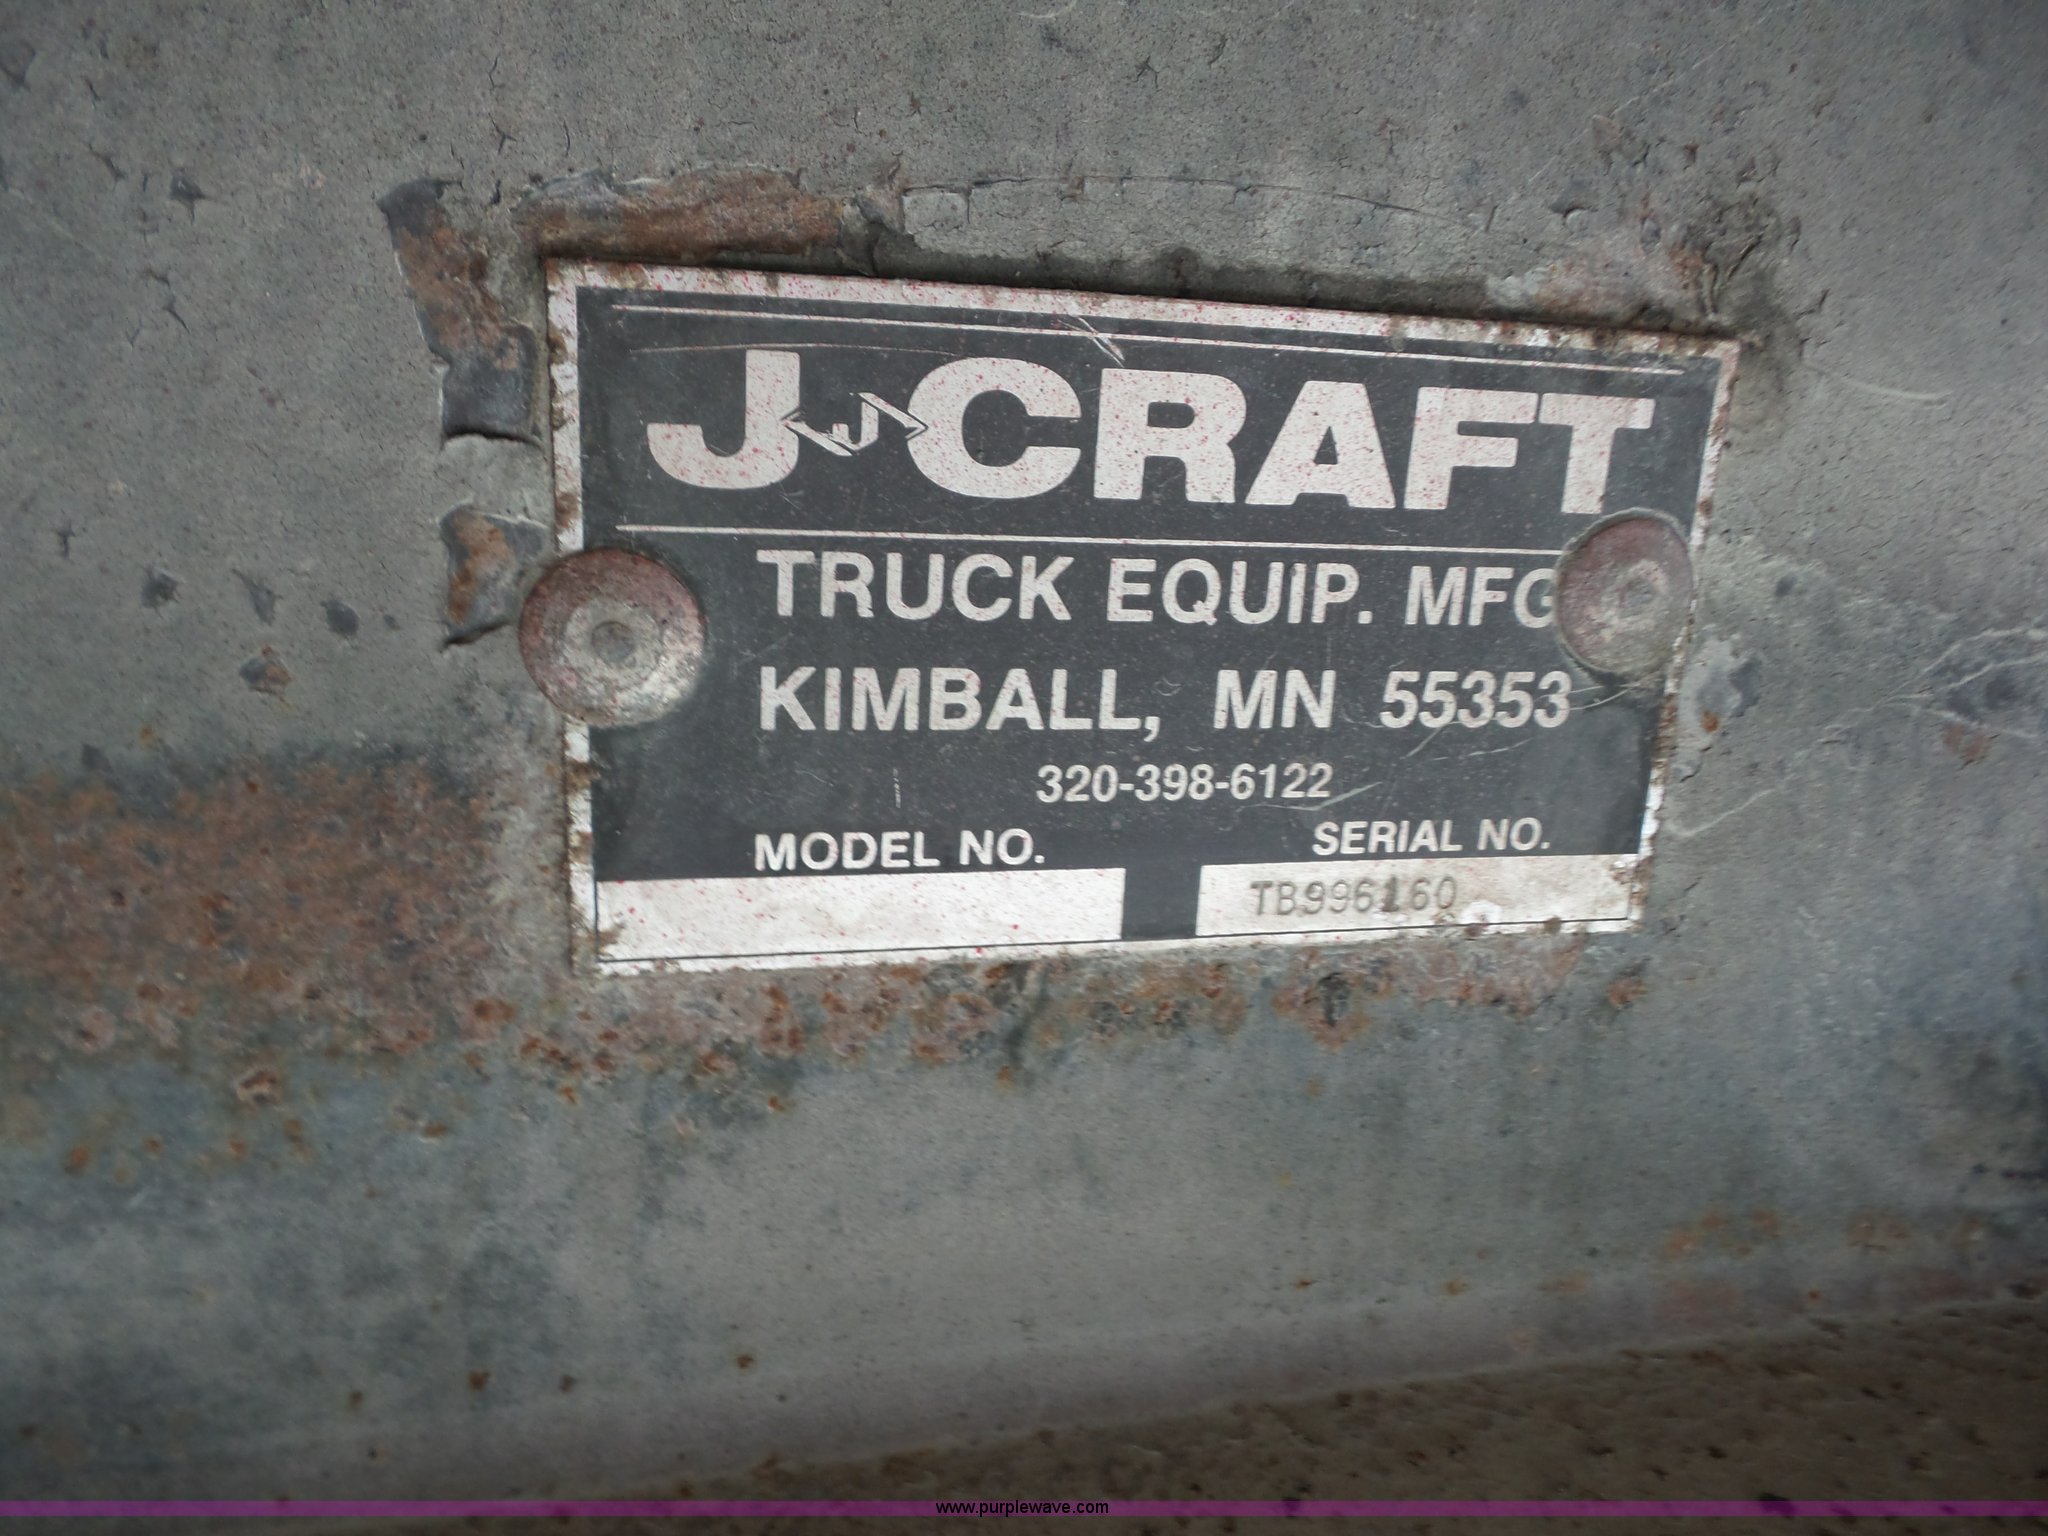 J-CRAFT
TRUCK EQUIP. MFG
KIMBALL, MN 55353
320-398-6122
MODEL NO. SERIAL NO.
TB996160
www.purplewave.com